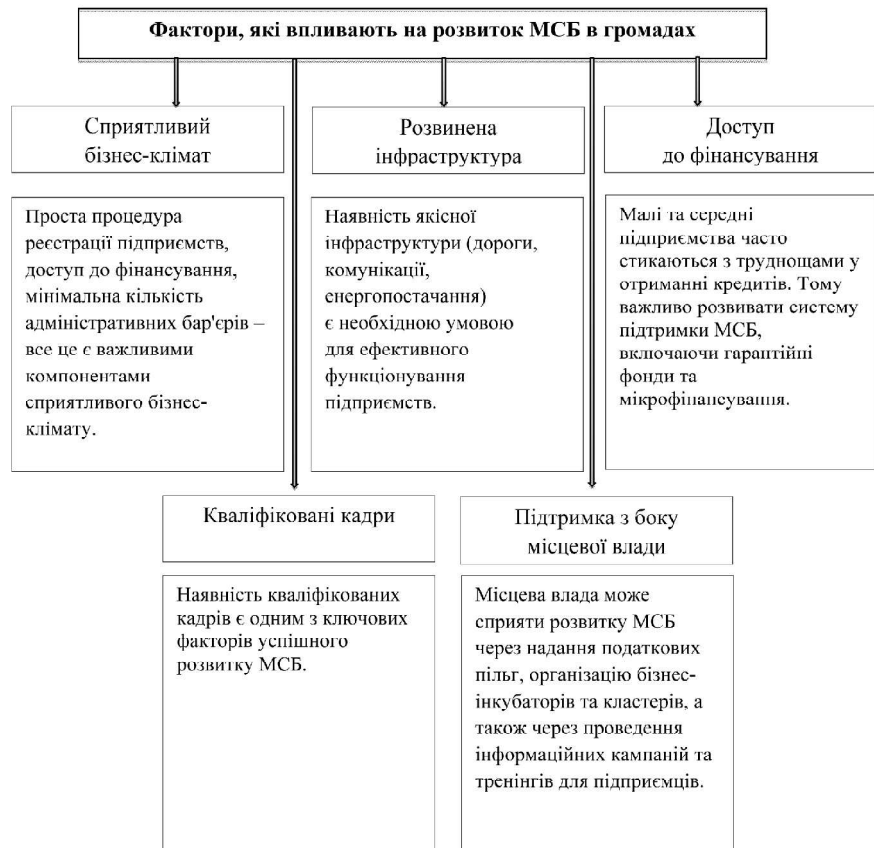 Фактори, які впливають на розвиток МСБ в громадах
Сприятливий
бізнес-клімат
Проста процедура
реєстрації підприємств,
доступ до фінансування,
мінімальна кількість
адміністративних бар'єрів –
все це є важливими
компонентами
сприятливого бізнес-
клімату.
Розвинена
інфраструктура
Наявність якісної
інфраструктури (дороги,
комунікації,
енергопостачання)
є необхідною умовою
для ефективного
функціонування
підприємств.
Доступ
до фінансування
Малі та середні
підприємства часто
стикаються з труднощами у
отриманні кредитів. Тому
важливо розвивати систему
підтримки МСБ,
включаючи гарантійні
фонди та
мікрофінансування.
Кваліфіковані кадри
Наявність кваліфікованих
кадрів є одним з ключових
факторів успішного
розвитку МСБ.
Підтримка з боку
місцевої влади
Місцева влада може
сприяти розвитку МСБ
через надання податкових
пільг, організацію бізнес-
інкубаторів та кластерів, а
також через проведення
інформаційних кампаній та
тренінгів для підприємців.